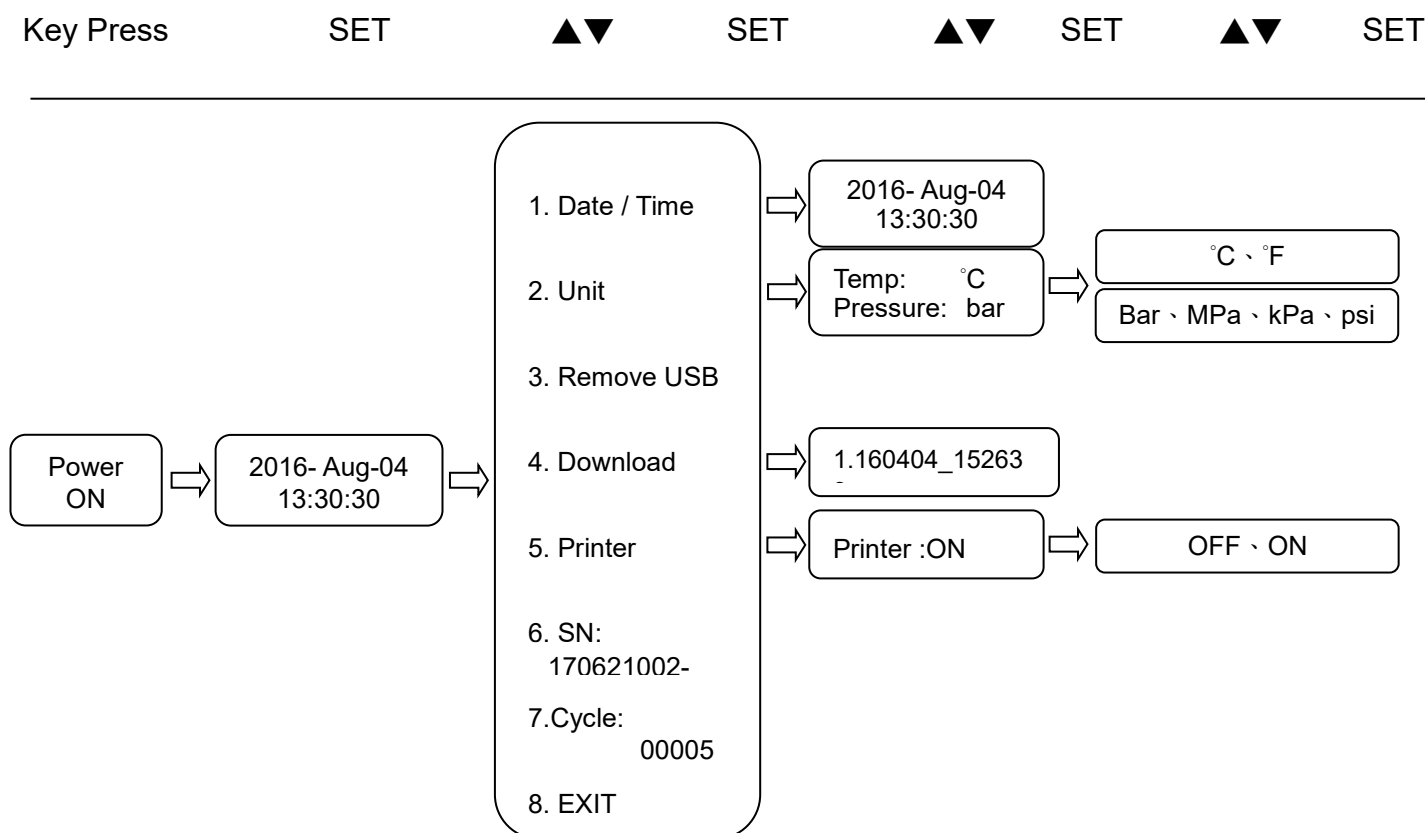 Key Press SET ▲▼ SET ▲▼ SET ▲▼ SET
Power
ON
2016- Aug-04
13:30:30
1. Date / Time
2. Unit
3. Remove USB
4. Download
5. Printer
6. SN:
170621002-
7.Cycle:
00005
8. EXIT
2016- Aug-04
13:30:30
Temp: °C
Pressure: bar
1.160404_15263
Printer :ON
°C、°F
Bar、MPa、kPa、psi
OFF、ON